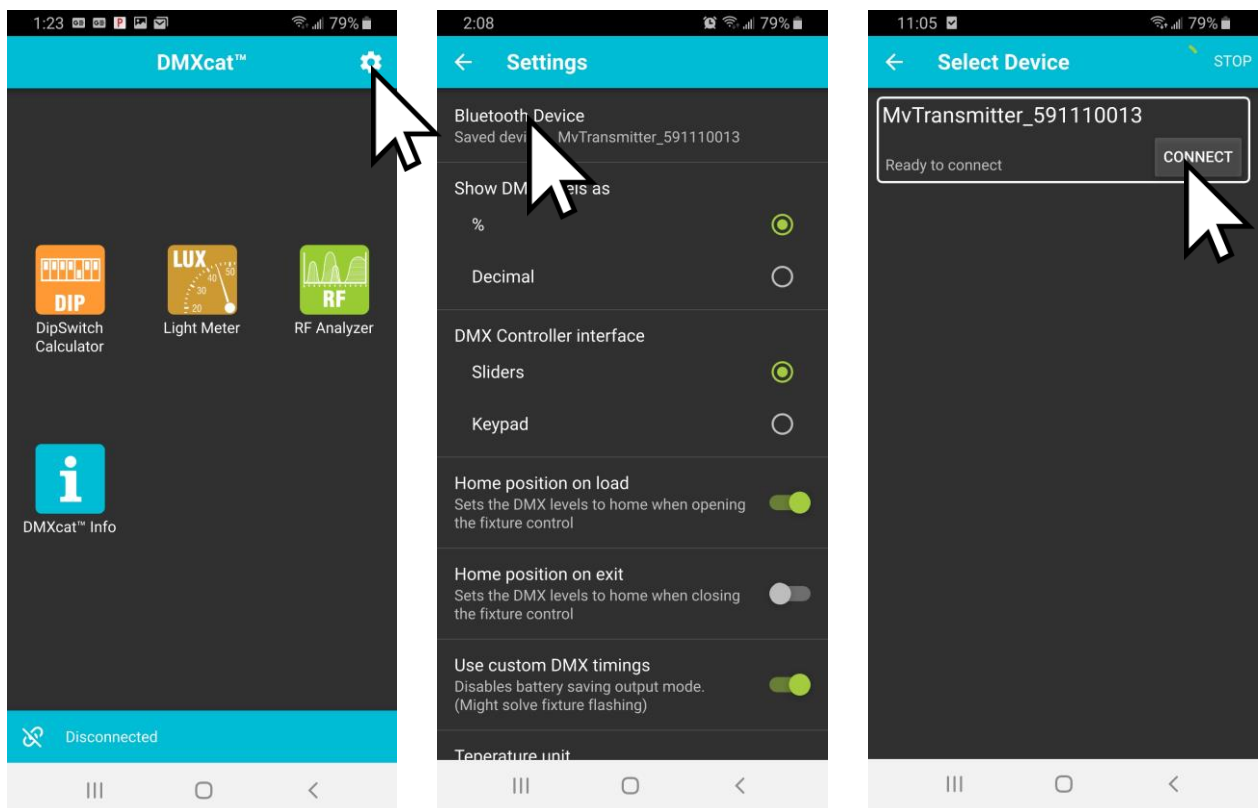 1:23
79%
DMXcat™
DIP
DipSwitch
Calculator
LUX
20
30
40
50
Light Meter
RF
RF Analyzer
i
DMXcat™ Info
Disconnected
2:08
79%
Settings
Bluetooth Device
Saved MvTransmitter_591110013
Show as
%
Decimal
DMX Controller interface
Sliders
Keypad
Home position on load
Sets the DMX levels to home when opening
the fixture control
Home position on exit
Sets the DMX levels to home when closing
the fixture control
Use custom DMX timings
Disables battery saving output mode.
(Might solve fixture flashing)
Teperature unit
11:05
79%
Select Device
STOP
MvTransmitter_591110013
Ready to connect
CONNECT